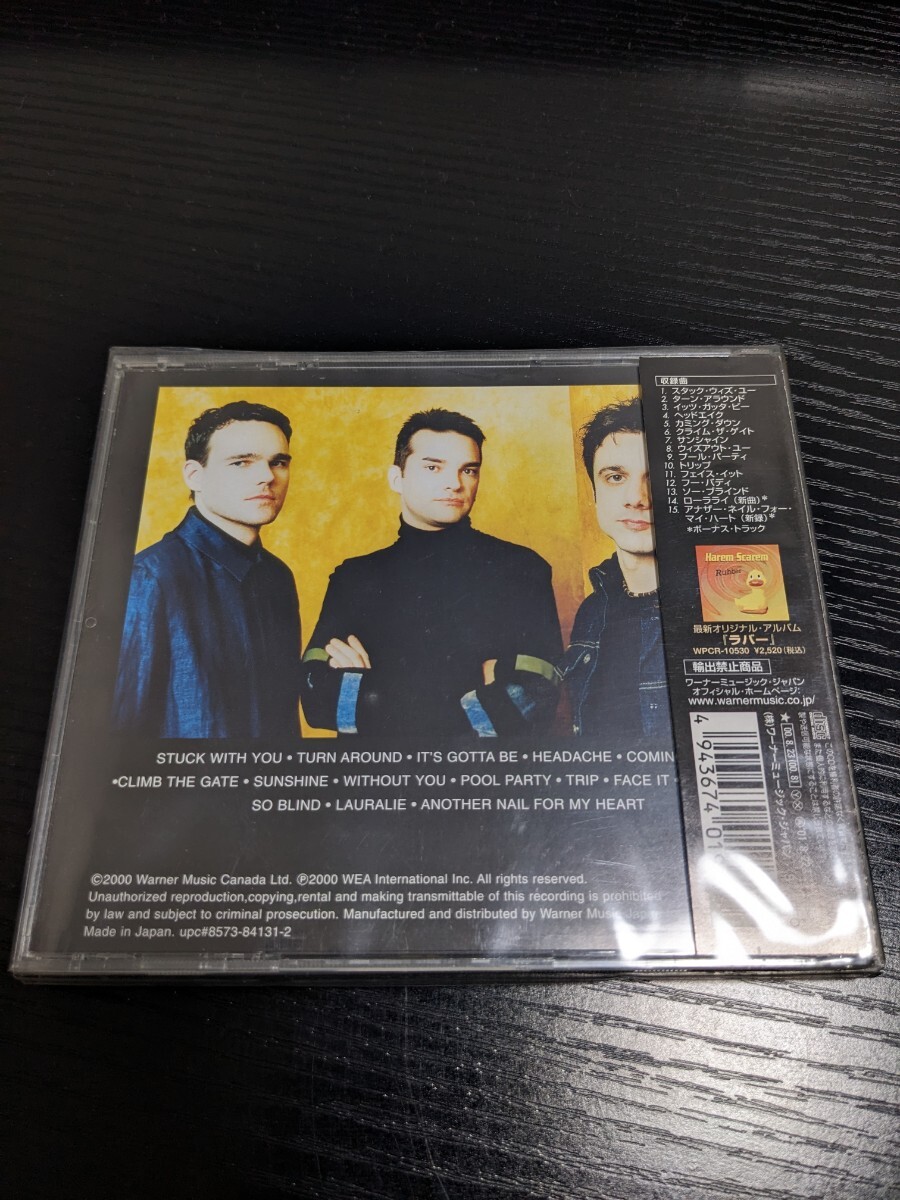 収録曲
1. スタック・ウィズ・ユー
2. ターン・アラウンド
3. イッツ・ガッタ・ビー
4. ヘッドエイク
5. カミング・ダウン
6. クライム・ザ・ゲイト
7. サンシャイン
8. ウィズアウト・ユー
9. プール・パーティ
10. トリップ
11. フェイス・イット
12. フー・バディ
13. ソー・ブラインド
14. ローラライ (新曲)*
15. アナザー・ネイル・フォー・
マイ・ハート (新録)*
*ボーナス・トラック
Harem Scarem
Rubber
最新オリジナル・アルバム
「ラバー」
WPCR-10530 ¥2,520(税込)
輸出禁止商品
ワーナーミュージック・ジャパン
オフィシャル・ホームページ:
www.warnermusic.co.jp/
STUCK WITH YOU • TURN AROUND • IT'S GOTTA BE • HEADACHE • COMIN
•CLIMB THE GATE • SUNSHINE • WITHOUT YOU • POOL PARTY • TRIP • FACE IT •
SO BLIND • LAURALIE • ANOTHER NAIL FOR MY HEART
©2000 Warner Music Canada Ltd. ℗2000 WEA International Inc. All rights reserved.
Unauthorized reproduction,copying,rental and making transmittable of this recording is prohibited
by law and subject to criminal prosecution. Manufactured and distributed by Warner Music Japan
Made in Japan. upc#8573-84131-2
4 943674 01